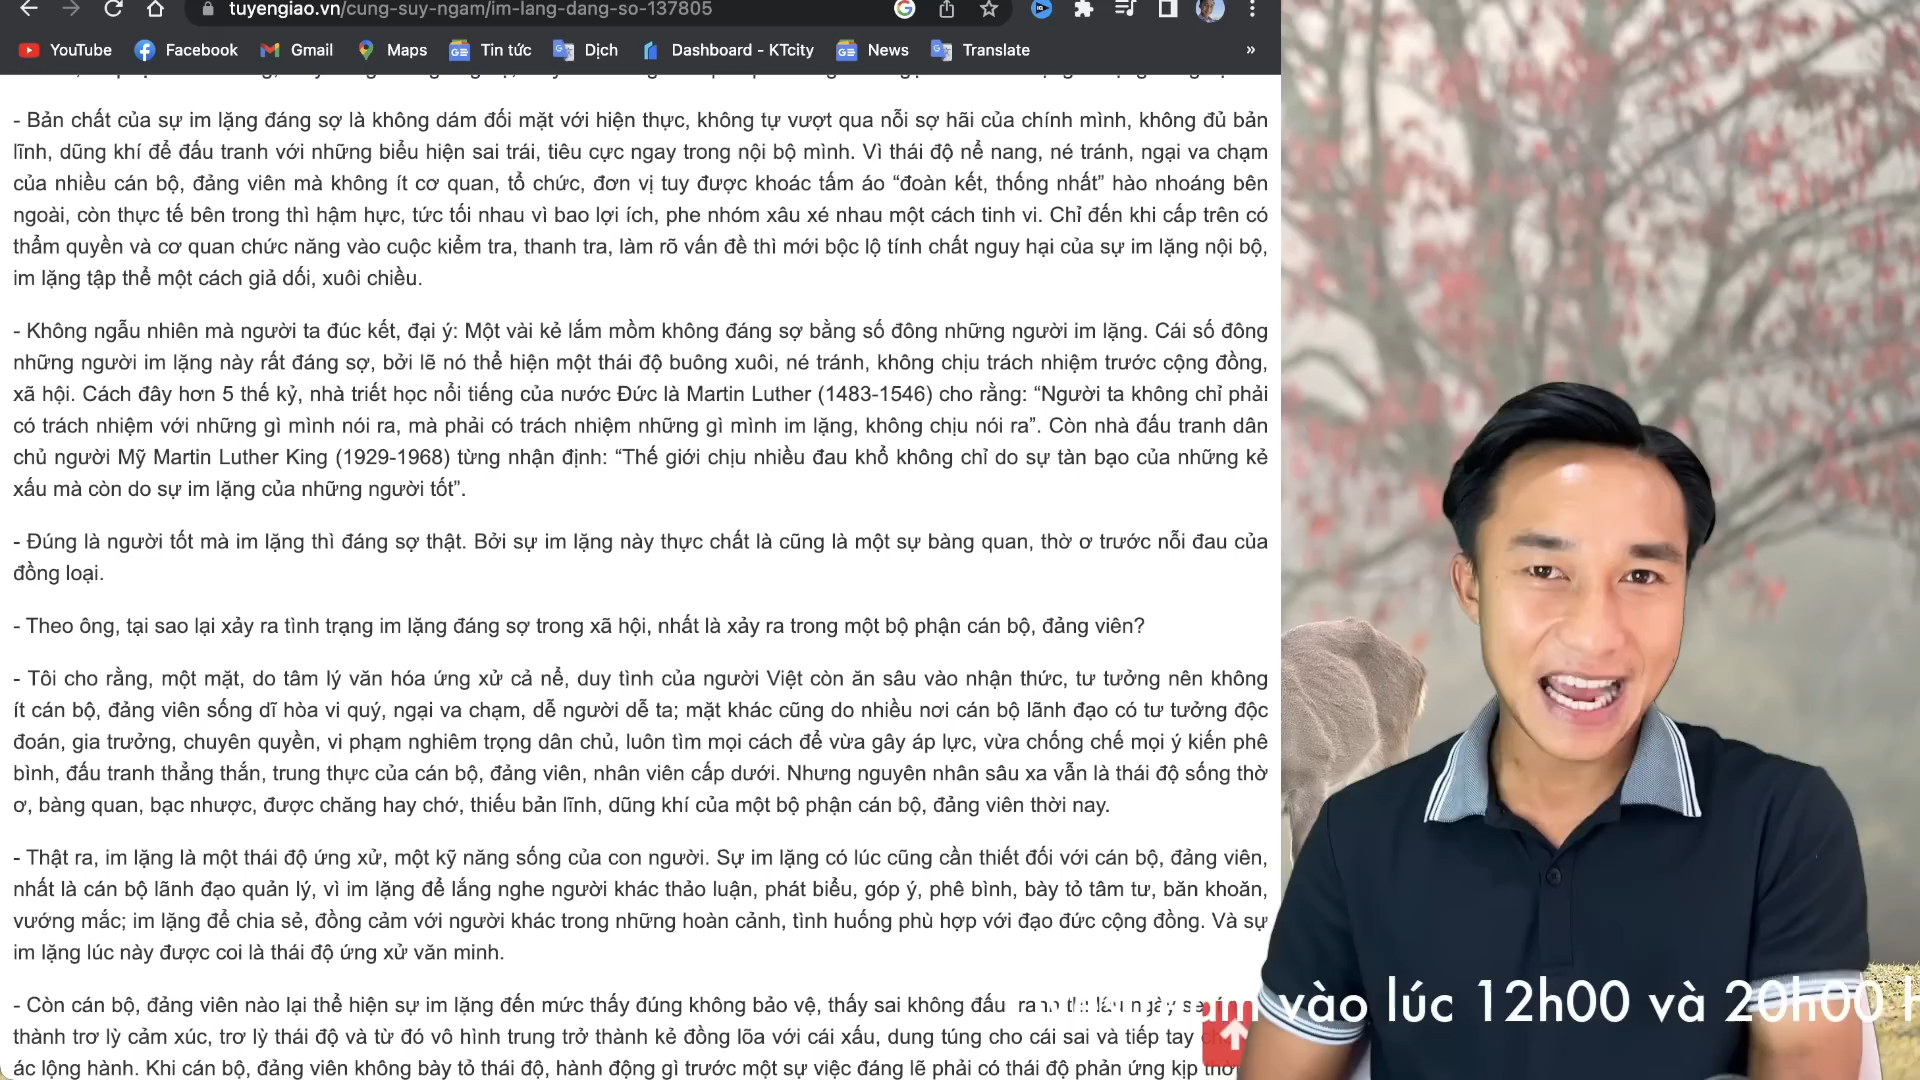 tuyengiao.vn/cung-suy-ngam/im-lang-dang-so-137805
YouTube Facebook Gmail Maps Tin tức Dịch Dashboard - KTcity News Translate »
- Bản chất của sự im lặng đáng sợ là không dám đối mặt với hiện thực, không tự vượt qua nỗi sợ hãi của chính mình, không đủ bản
lĩnh, dũng khí để đấu tranh với những biểu hiện sai trái, tiêu cực ngay trong nội bộ mình. Vì thái độ nể nang, né tránh, ngại va chạm
của nhiều cán bộ, đảng viên mà không ít cơ quan, tổ chức, đơn vị tuy được khoác tấm áo “đoàn kết, thống nhất” hào nhoáng bên
ngoài, còn thực tế bên trong thì hậm hực, tức tối nhau vì bao lợi ích, phe nhóm xâu xé nhau một cách tinh vi. Chỉ đến khi cấp trên có
thẩm quyền và cơ quan chức năng vào cuộc kiểm tra, thanh tra, làm rõ vấn đề thì mới bộc lộ tính chất nguy hại của sự im lặng nội bộ,
im lặng tập thể một cách giả dối, xuôi chiều.
- Không ngẫu nhiên mà người ta đúc kết, đại ý: Một vài kẻ lắm mồm không đáng sợ bằng số đông những người im lặng. Cái số đông
những người im lặng này rất đáng sợ, bởi lẽ nó thể hiện một thái độ buông xuôi, né tránh, không chịu trách nhiệm trước cộng đồng,
xã hội. Cách đây hơn 5 thế kỷ, nhà triết học nổi tiếng của nước Đức là Martin Luther (1483-1546) cho rằng: “Người ta không chỉ phải
có trách nhiệm với những gì mình nói ra, mà phải có trách nhiệm những gì mình im lặng, không chịu nói ra”. Còn nhà đấu tranh dân
chủ người Mỹ Martin Luther King (1929-1968) từng nhận định: “Thế giới chịu nhiều đau khổ không chỉ do sự tàn bạo của những kẻ
xấu mà còn do sự im lặng của những người tốt”.
- Đúng là người tốt mà im lặng thì đáng sợ thật. Bởi sự im lặng này thực chất là cũng là một sự bàng quan, thờ ơ trước nỗi đau của
đồng loại.
- Theo ông, tại sao lại xảy ra tình trạng im lặng đáng sợ trong xã hội, nhất là xảy ra trong một bộ phận cán bộ, đảng viên?
- Tôi cho rằng, một mặt, do tâm lý văn hóa ứng xử cả nể, duy tình của người Việt còn ăn sâu vào nhận thức, tư tưởng nên không
ít cán bộ, đảng viên sống dĩ hòa vi quý, ngại va chạm, dễ người dễ ta; mặt khác cũng do nhiều nơi cán bộ lãnh đạo có tư tưởng độc
đoán, gia trưởng, chuyên quyền, vi phạm nghiêm trọng dân chủ, luôn tìm mọi cách để vừa gây áp lực, vừa chống chế mọi ý kiến phê
bình, đấu tranh thẳng thắn, trung thực của cán bộ, đảng viên, nhân viên cấp dưới. Nhưng nguyên nhân sâu xa vẫn là thái độ sống thờ
ơ, bàng quan, bạc nhược, được chăng hay chớ, thiếu bản lĩnh, dũng khí của một bộ phận cán bộ, đảng viên thời nay.
- Thật ra, im lặng là một thái độ ứng xử, một kỹ năng sống của con người. Sự im lặng có lúc cũng cần thiết đối với cán bộ, đảng viên,
nhất là cán bộ lãnh đạo quản lý, vì im lặng để lắng nghe người khác thảo luận, phát biểu, góp ý, phê bình, bày tỏ tâm tư, băn khoăn,
vướng mắc; im lặng để chia sẻ, đồng cảm với người khác trong những hoàn cảnh, tình huống phù hợp với đạo đức cộng đồng. Và sự
im lặng lúc này được coi là thái độ ứng xử văn minh.
- Còn cán bộ, đảng viên nào lại thể hiện sự im lặng đến mức thấy đúng không bảo vệ, thấy sai không đấu
vào lúc 12h00 và 20h00
thành trơ lỳ cảm xúc, trơ lỳ thái độ và từ đó vô hình trung trở thành kẻ đồng lõa với cái xấu, dung túng cho cái sai và tiếp tay
ác lộng hành. Khi cán bộ, đảng viên không bày tỏ thái độ, hành động gì trước một sự việc đáng lẽ phải có thái độ phản ứng kịp